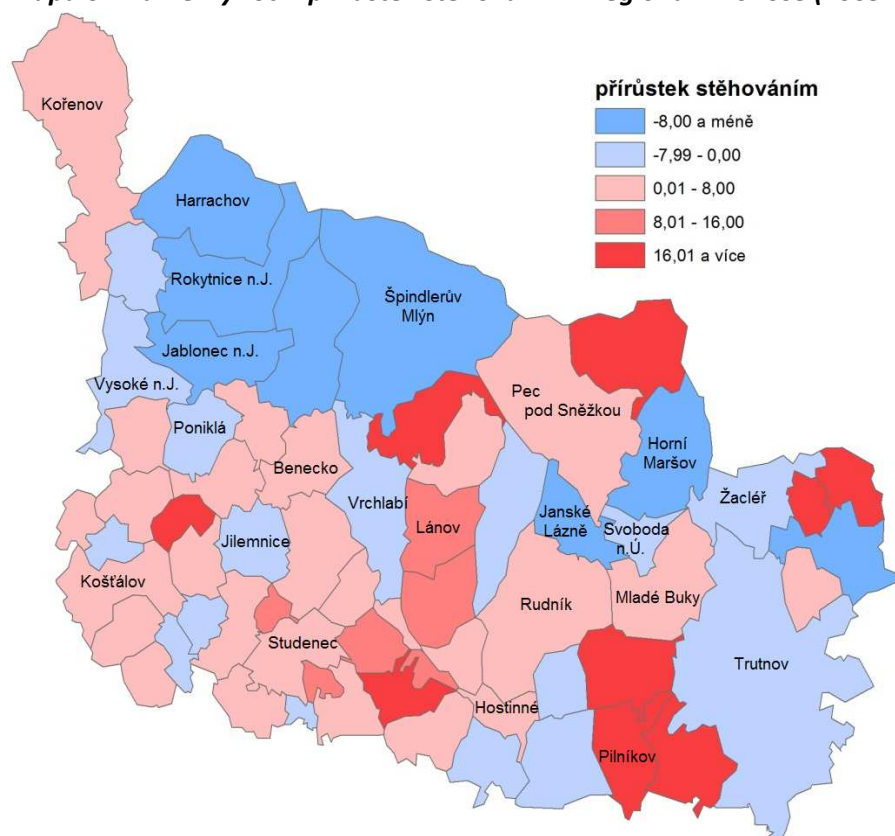 Kořenov
přírůstek stěhováním
-8,00 a méně
-7,99 - 0,00
0,01 - 8,00
8,01 - 16,00
16,01 a více
Harrachov
Rokytnice n.J.
Špindlerův
Mlýn
Jablonec n.J.
Vysoké n.J.
Pec
pod Sněžkou
Poniklá
Horní
Maršov
Benecko
Vrchlabí
Žacléř
Lánov
Janské
Lázně
Svoboda
n.Ú.
Jilemnice
Košťálov
Rudník
Mladé Buky
Studenec
Trutnov
Hostinné
Pilníkov